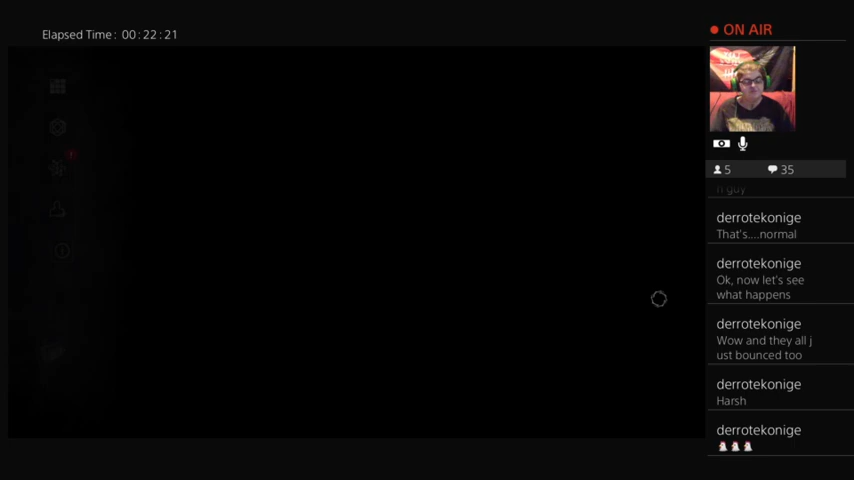 Elapsed Time: 00:22:21
ON AIR
5 35
n guy
derrotekonige
That's....normal
derrotekonige
Ok, now let's see
what happens
derrotekonige
Wow and they all j
ust bounced too
derrotekonige
Harsh
derrotekonige
🐔🐔🐔